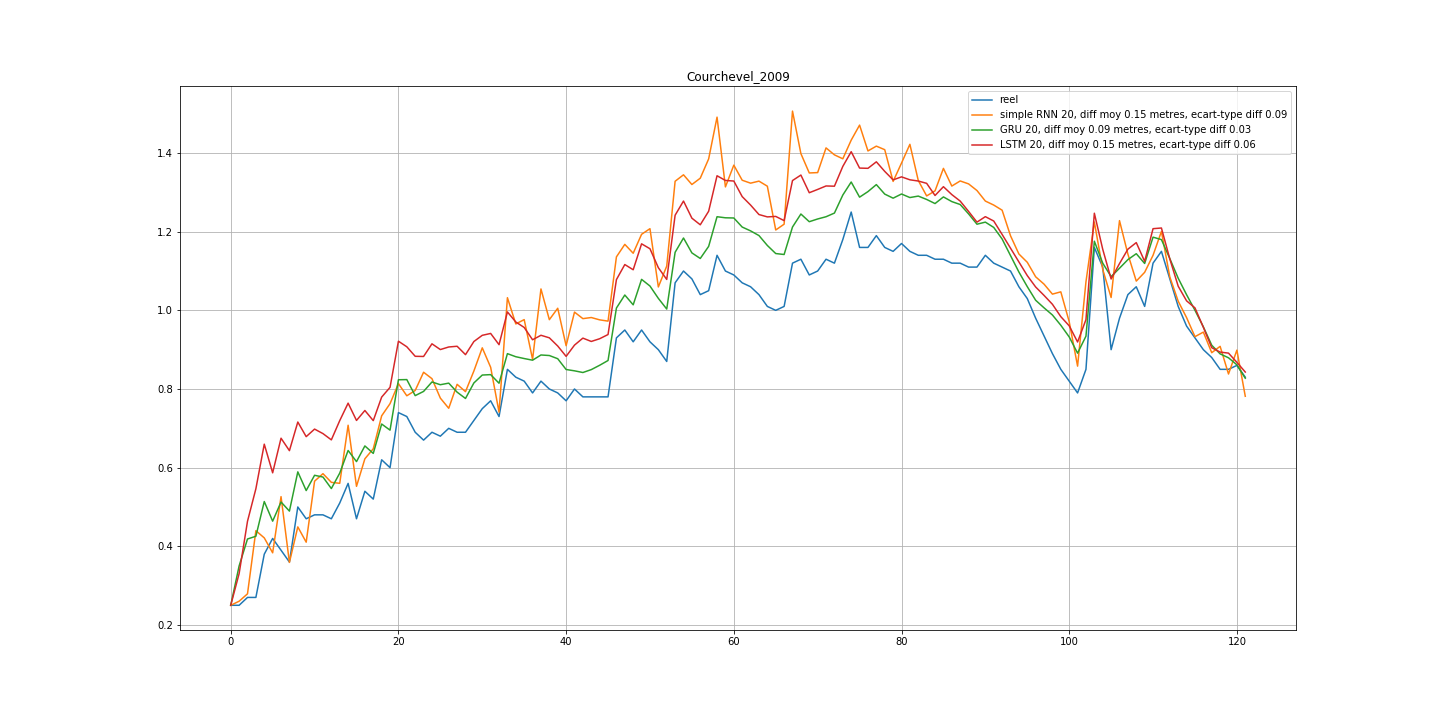 Courchevel_2009
reel
simple RNN 20, diff moy 0.15 metres, ecart-type diff 0.09
GRU 20, diff moy 0.09 metres, ecart-type diff 0.03
LSTM 20, diff moy 0.15 metres, ecart-type diff 0.06
1.4
1.2
1.0
0.8
0.6
0.4
0.2
0 20 40 60 80 100 120